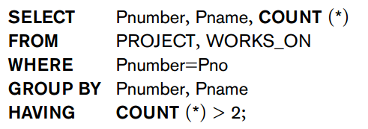 SELECT Pnumber, Pname, COUNT (*)
FROM PROJECT, WORKS_ON
WHERE Pnumber=Pno
GROUP BY Pnumber, Pname
HAVING COUNT (*) > 2;